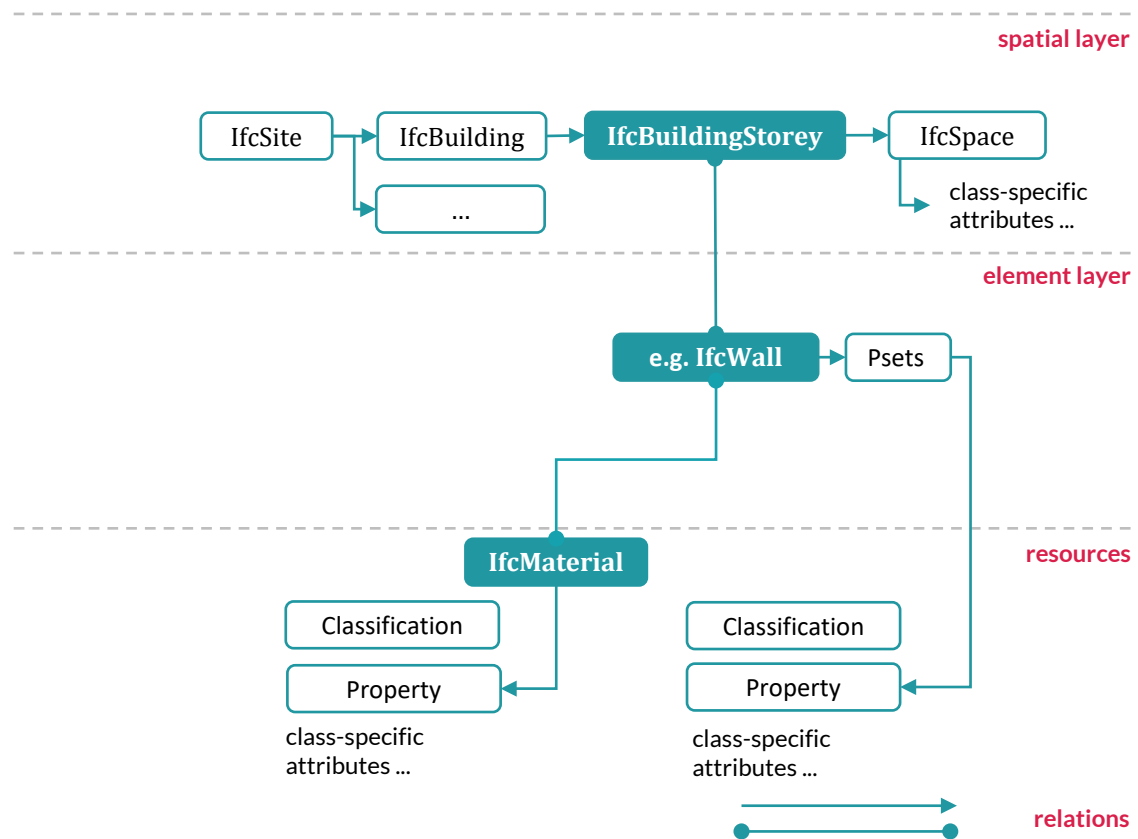 spatial layer
IfcSite
IfcBuilding
IfcBuildingStorey
IfcSpace
...
class-specific
attributes ...
element layer
e.g. IfcWall
Psets
resources
IfcMaterial
Classification
Classification
Property
Property
class-specific
attributes ...
class-specific
attributes ...
relations